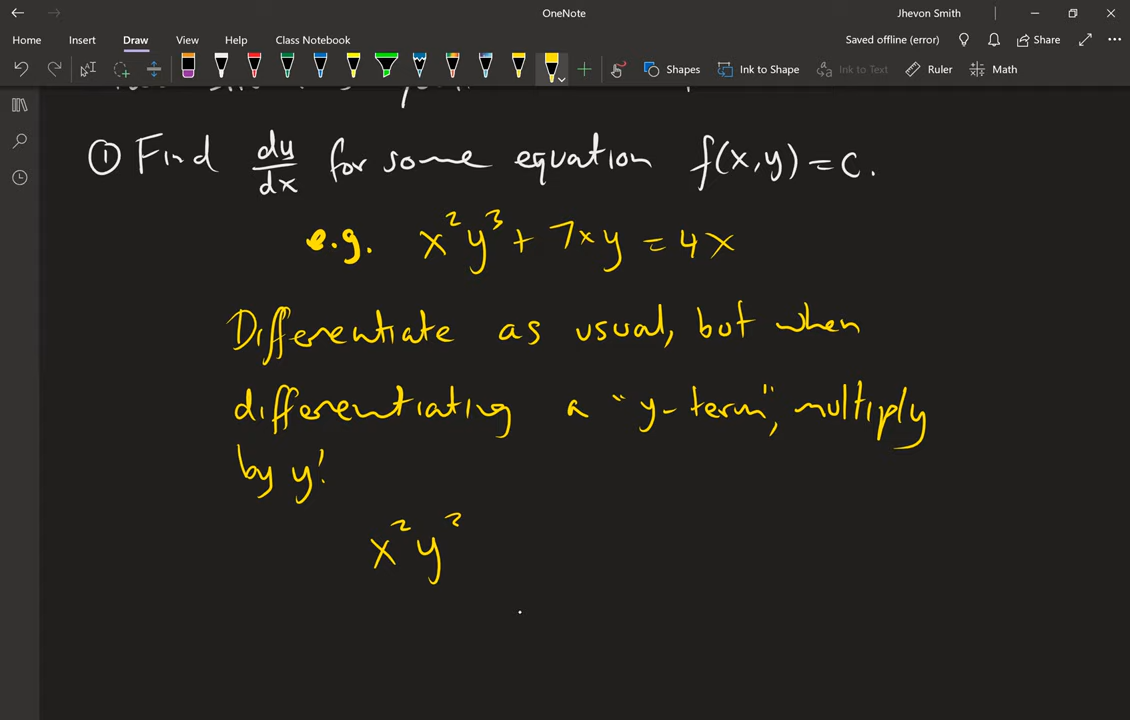 OneNote
Jhevon Smith
Home Insert Draw View Help Class Notebook
Saved offline (error) Share
Shapes Ink to Shape Ink to Text Ruler Math
① Find dy/dx for some equation f(x,y) = c.
e.g. x²y³ + 7xy = 4x
Differentiate as usual, but when
differentiating a "y-term", multiply
by y'.
x²y²